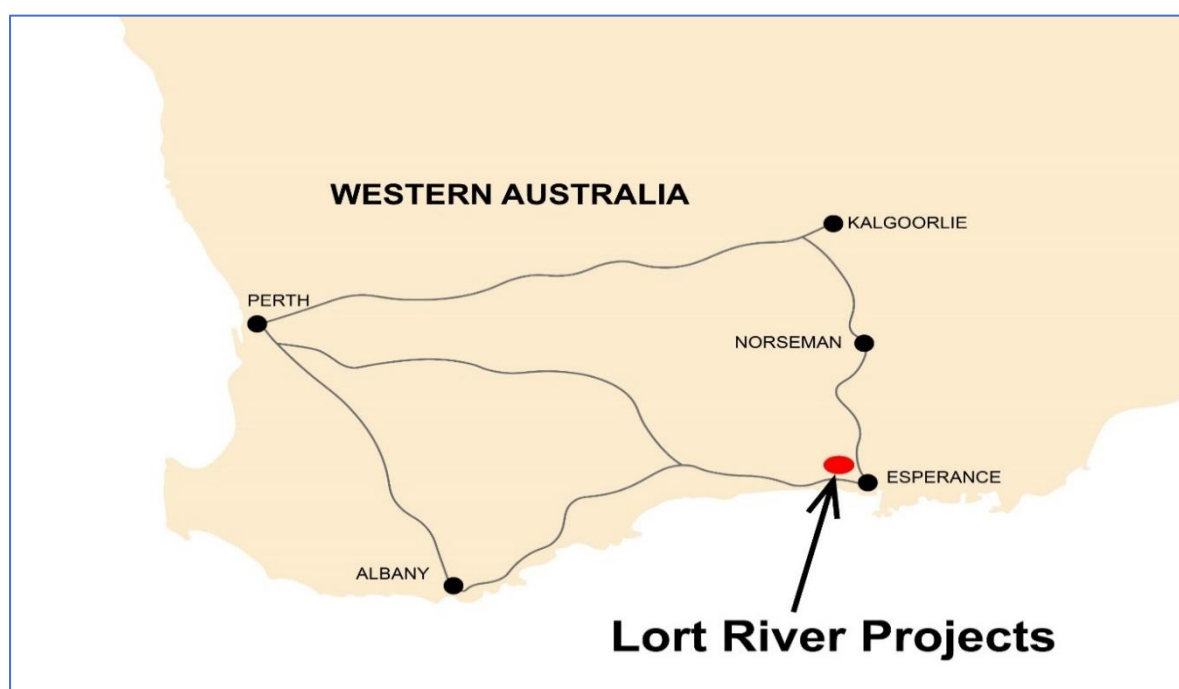 WESTERN AUSTRALIA
KALGOORLIE
PERTH
NORSEMAN
ESPERANCE
ALBANY
Lort River Projects